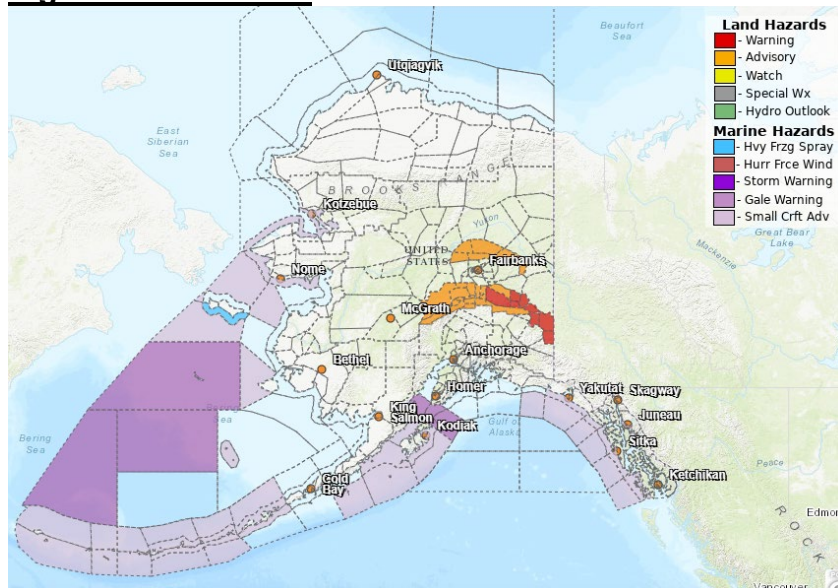 Land Hazards
- Warning
- Advisory
- Watch
- Special Wx
- Hydro Outlook
Marine Hazards
- Hvy Frzg Spray
- Hurr Frce Wind
- Storm Warning
- Gale Warning
- Small Crft Adv
Beaufort
Sea
Utqiagvik
East
Siberian
Sea
BROOKS RANGE
Kotzebue
Yukon
Great Bear
Lake
Mackenzie
UNITED
STATES
Fairbanks
Nome
McGrath
Anchorage
Bethel
Homer
Yakutat
Skagway
King
Salmon
Kodiak
Gulf of
Alaska
Juneau
Sitka
Bering
Sea
Peace
Cold
Bay
Ketchikan
Edmo
ROCK
Vancouver